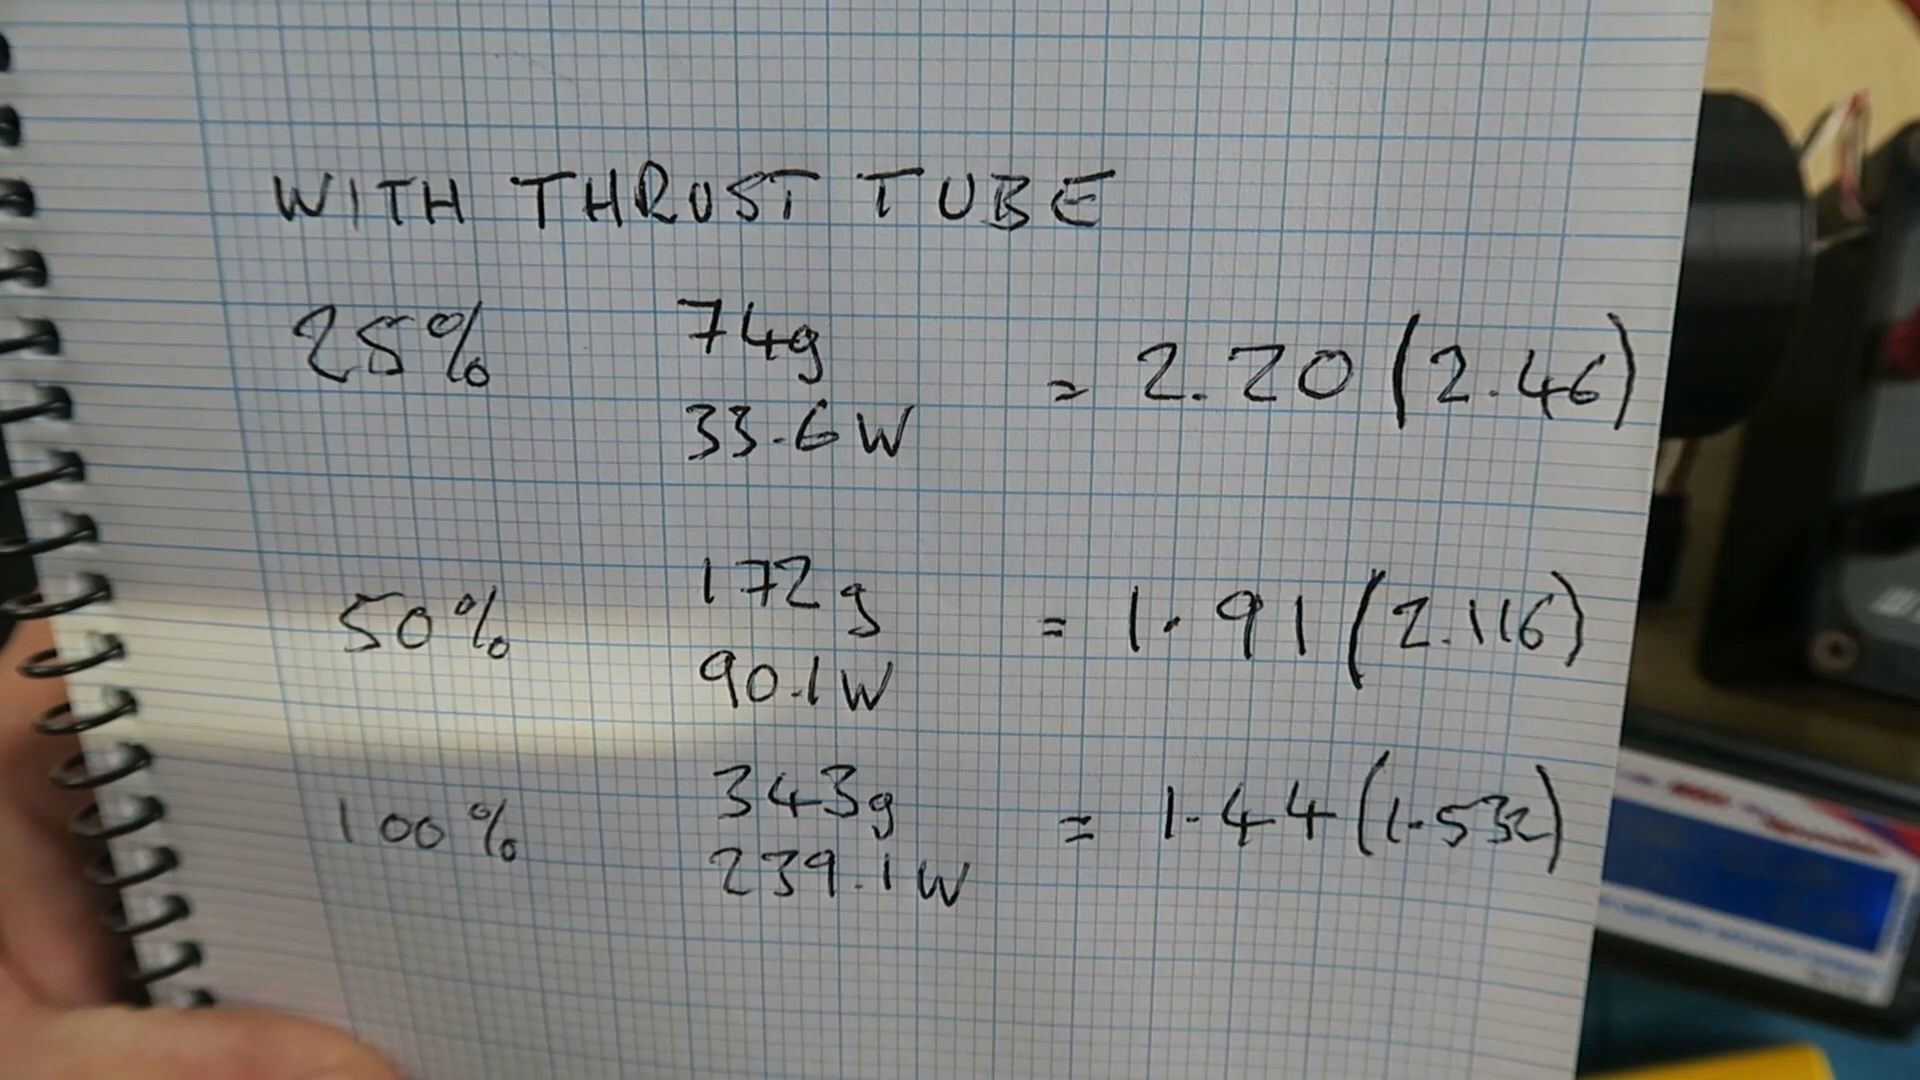 WITH THRUST TUBE
25% 74g = 2.20 (2.46)
33.6W
50% 172g = 1.91 (2.116)
90.1W
100% 343g = 1.44 (1.532)
239.1W